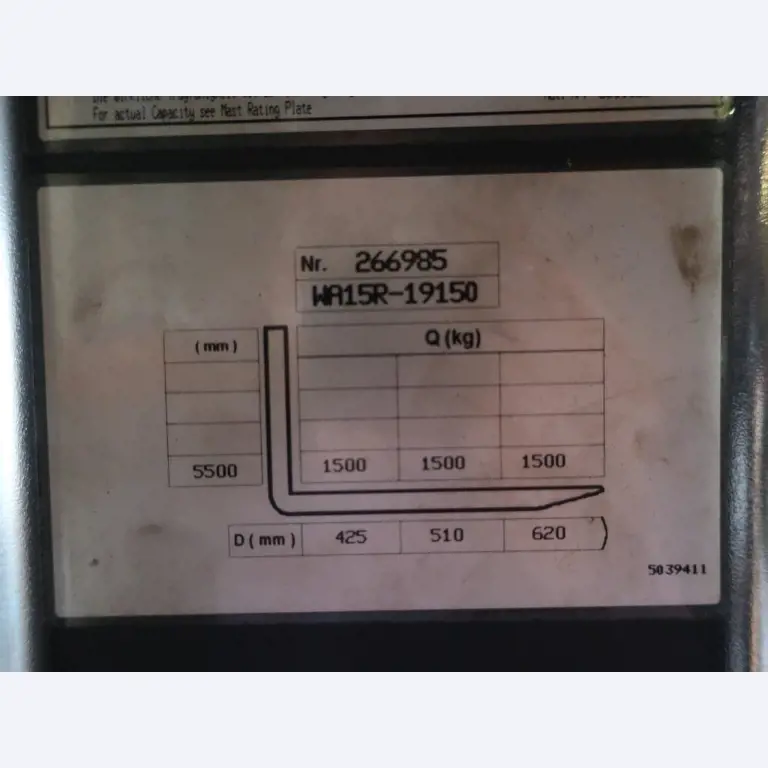 For actual Capacity see Mast Rating Plate
Nr. 266985
WA15R-19150
(mm) Q (kg)
5500 1500 1500 1500
D (mm) 425 510 620
5039411